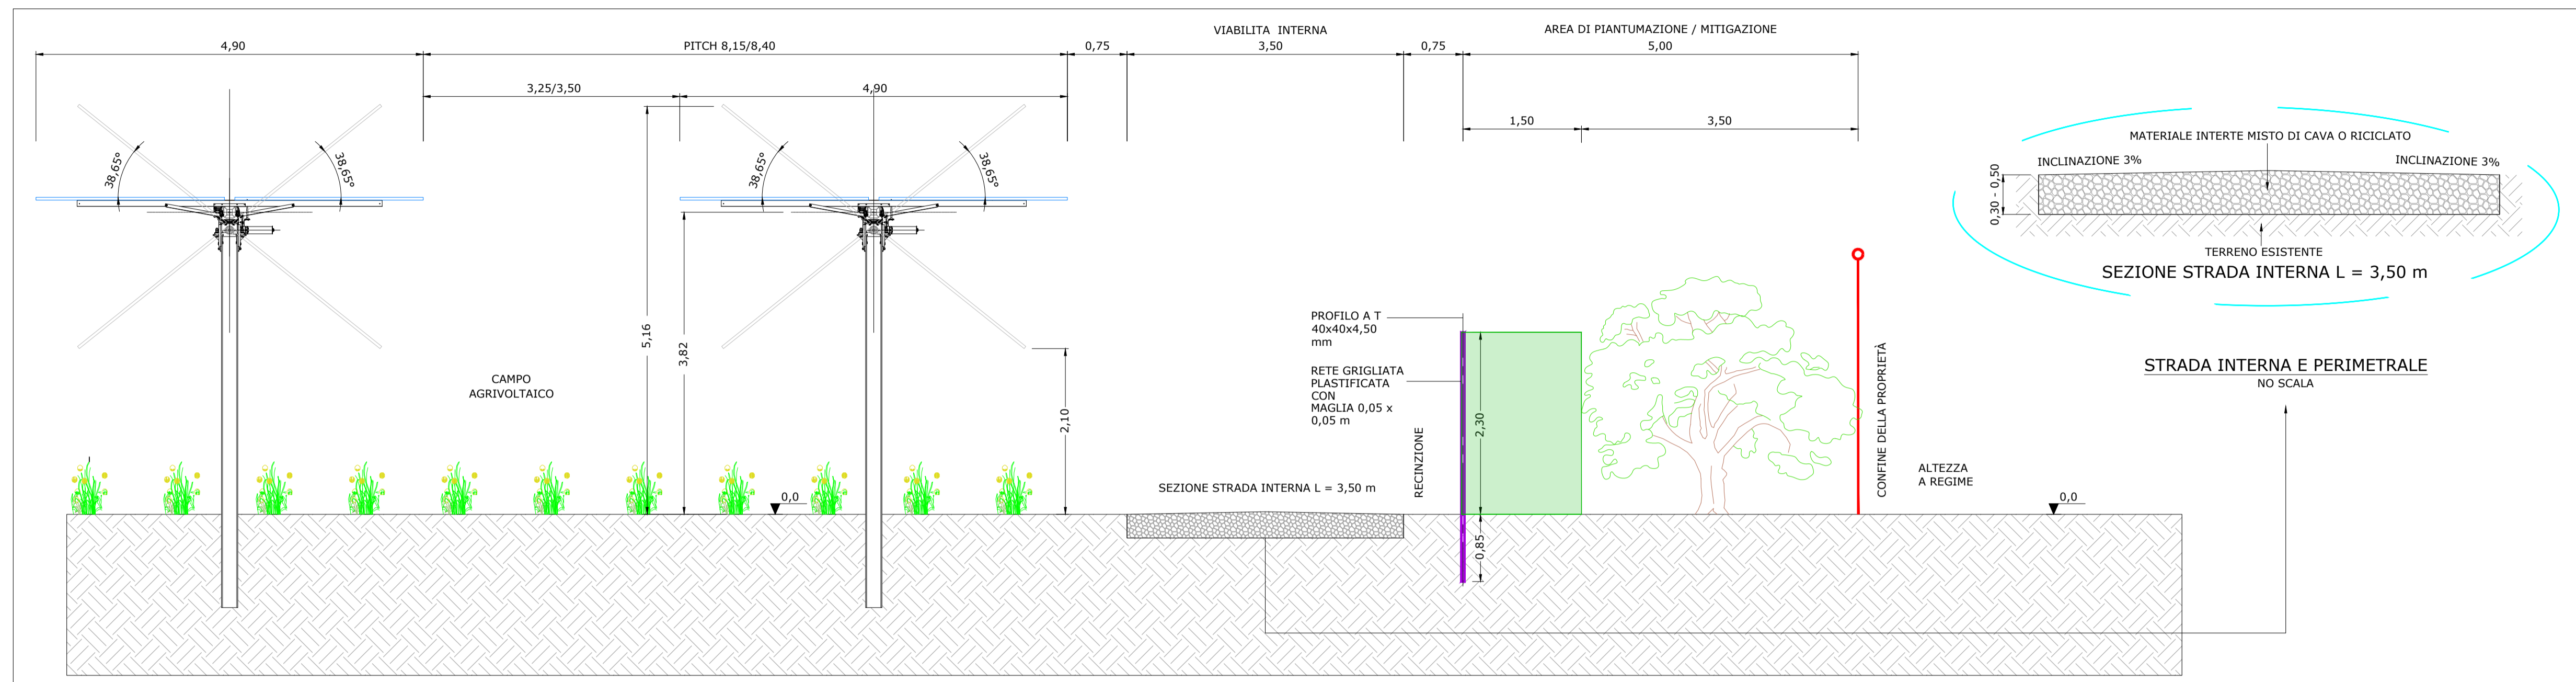 VIABILITA INTERNA
AREA DI PIANTUMAZIONE / MITIGAZIONE
4,90
PITCH 8,15/8,40
0,75
3,50
0,75
5,00
3,25/3,50
4,90
1,50
3,50
38,65°
38,65°
38,65°
38,65°
5,16
3,82
2,10
CAMPO
AGRIVOLTAICO
0,0
SEZIONE STRADA INTERNA L = 3,50 m
PROFILO A T
40x40x4,50
mm
RETE GRIGLIATA
PLASTIFICATA
CON
MAGLIA 0,05 x
0,05 m
RECINZIONE
2,30
0,85
CONFINE DELLA PROPRIETÀ
ALTEZZA
A REGIME
0,0
MATERIALE INTERTE MISTO DI CAVA O RICICLATO
INCLINAZIONE 3%
INCLINAZIONE 3%
0,30 - 0,50
TERRENO ESISTENTE
SEZIONE STRADA INTERNA L = 3,50 m
STRADA INTERNA E PERIMETRALE
NO SCALA